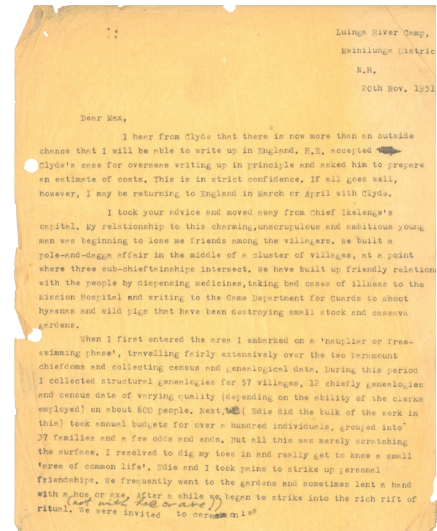 Luinga River Camp,
Mwinilunga Distric
N.R.
20th Nov. 1951
Dear Max,
I hear from Clyde that there is now more than an outside
chance that I will be able to write up in England. H.E. accepted
Clyde's case for overseas writing up in principle and asked him to prepare
an estimate of costs. This is in strict confidence. If all goes well,
however, I may be returning to England in March or April with Clyde.
I took your advice and moved away from Chief Ikelenge's
capital. My relationship to this charming,unscrupulous and ambitious young
man was beginning to lose me friends among the villagers. We built a
pole-and-dagga affair in the middle of a cluster of villages, at a point
where three sub-chieftainships intersect. We have built up friendly relation
with the people by dispensing medicines,taking bad cases of illness to the
Mission Hospital and writing to the Game Department for Guards to shoot
hyaenas and wild pigs that have been destroying small stock and cassava
gardens.
When I first entered the area I embarked on a 'naupliar or free-
swimming phase', travelling fairly extensively over the two Paramount
chiefdoms and collecting census and genealogical data. During this period
I collected structural genealogies for 57 villages, 12 chiefly genealogies
and census data of varying quality (depending on the ability of the clerks
employed) on about 600 people. Next, ( Edie did the bulk of the work in
this) took annual budgets for over a hundred individuals, grouped into
37 families and a few odds and ends. But all this was merely scratching
the surface. I resolved to dig my toes in and really get to know a small
'area of common life'. Edie and I took pains to strike up personal
friendships. We frequently went to the gardens and sometimes lent a hand
with a hoe or axe. After a while we began to strike into the rich rift of
(not with hoe or axe!)
ritual. We were invited to ceremonies